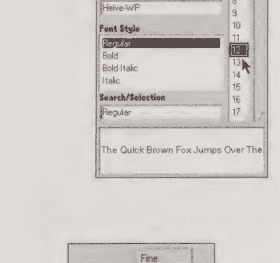 8
Haive-WP
9
Font Style
10
11
Regular
12
Bold
13
Bold Italic
14
Italic
15
Search/Selection
16
Regular
17
The Quick Brown Fox Jumps Over The
Fine